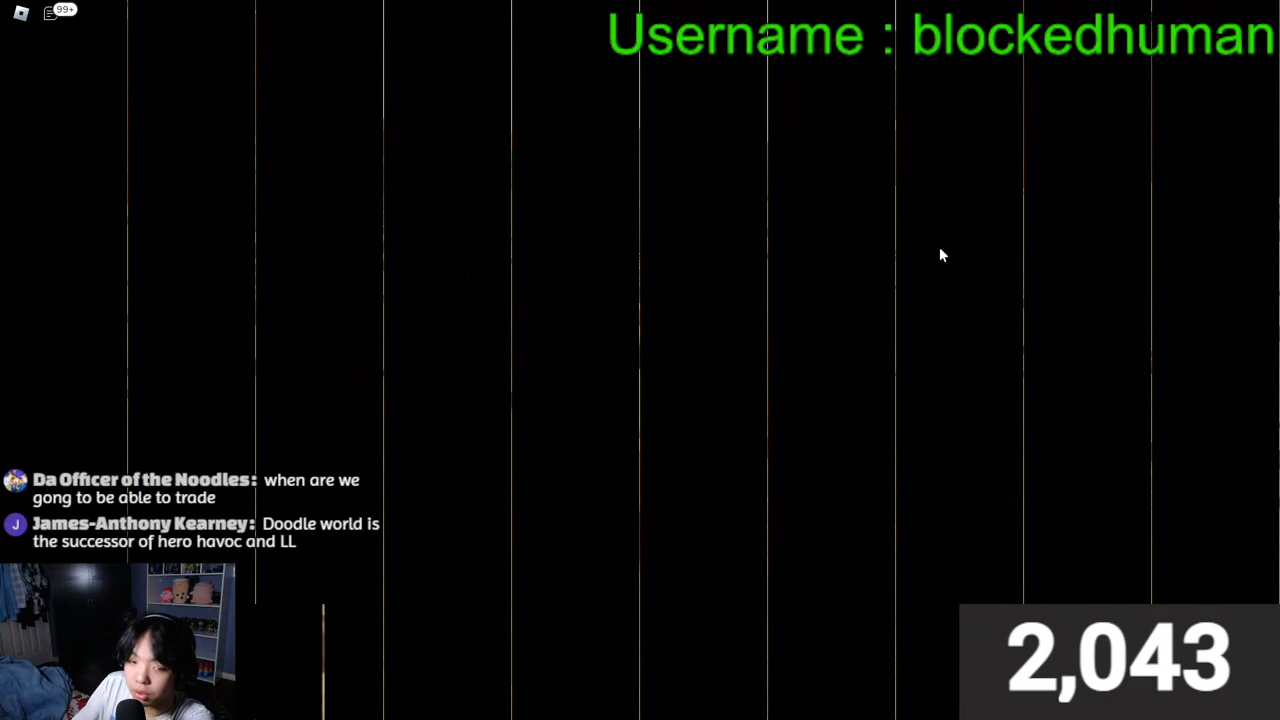 99+
Username : blockedhuman
Da Officer of the Noodles: when are we
gong to be able to trade
James-Anthony Kearney: Doodle world is
J
the successor of hero havoc and LL
2,043